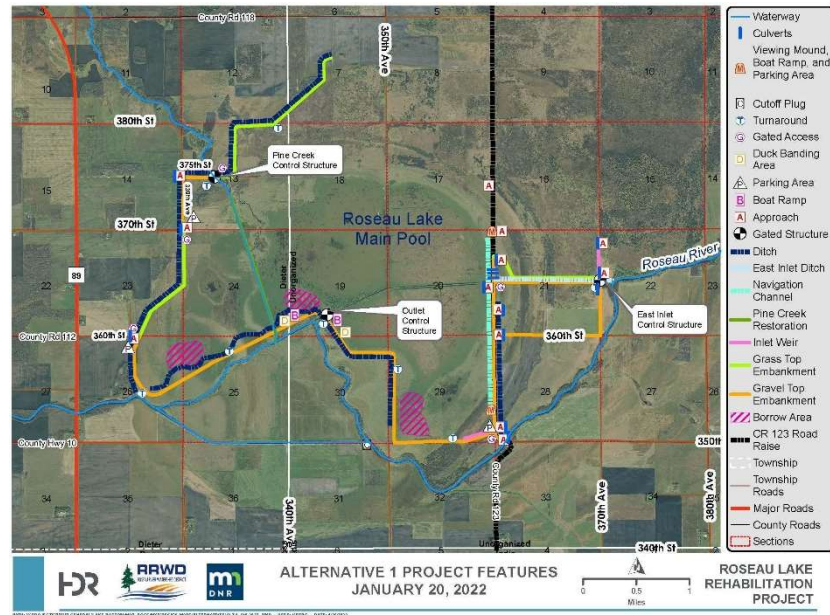 County Rd 118
350th Ave
380th St
375th St
Pine Creek
Control Structure
370th St
Roseau Lake
Main Pool
Roseau River
89
Dieter
Unorganized
360th St
County Rd 112
Outlet
Control
Structure
East Inlet
Control Structure
360th St
County Hwy 10
350th
340th Ave
County Rd 123
370th Ave
380th Ave
Dieter
340th St
Waterway
Culverts
Viewing Mound,
Boat Ramp, and
Parking Area
Cutoff Plug
Turnaround
Gated Access
Duck Banding
Area
Parking Area
Boat Ramp
Approach
Gated Structure
Ditch
East Inlet Ditch
Navigation
Channel
Pine Creek
Restoration
Inlet Weir
Grass Top
Embankment
Gravel Top
Embankment
Borrow Area
CR 123 Road
Raise
Township
Township
Roads
Major Roads
County Roads
Sections
HDR
RRWD
DNR
ALTERNATIVE 1 PROJECT FEATURES
JANUARY 20, 2022
0 0.5 1
Miles
ROSEAU LAKE
REHABILITATION
PROJECT